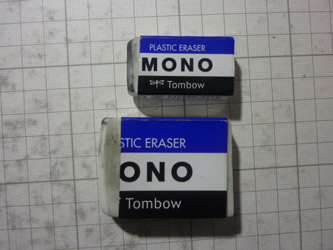 PLASTIC ERASER
MONO
Tombow
STIC ERASER
ONO
Tombow